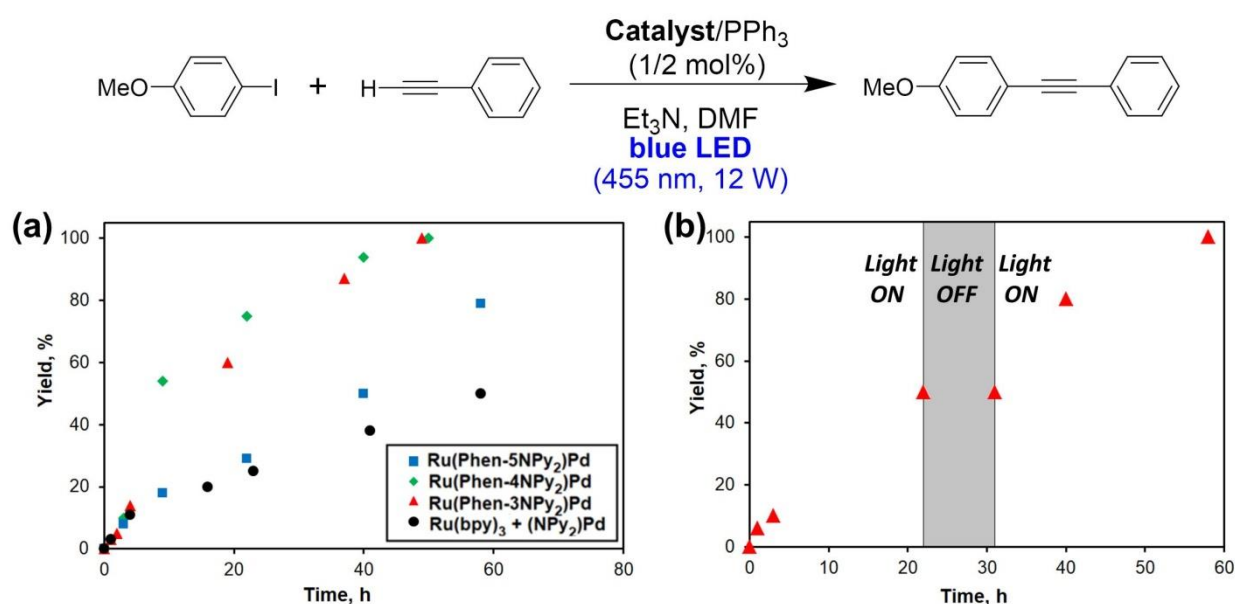 Catalyst/PPh₃
(1/2 mol%)
MeO I + H OMe
Et₃N, DMF
blue LED
(455 nm, 12 W)
MeO
(a)
Yield, %
100
80
60
40
20
0
0 20 40 60 80
Time, h
Ru(Phen-5NPy₂)Pd
Ru(Phen-4NPy₂)Pd
Ru(Phen-3NPy₂)Pd
Ru(bpy)₃ + (NPy₂)Pd
(b)
Yield, %
100
80
60
40
20
0
Light Light Light
ON OFF ON
0 10 20 30 40 50 60
Time, h